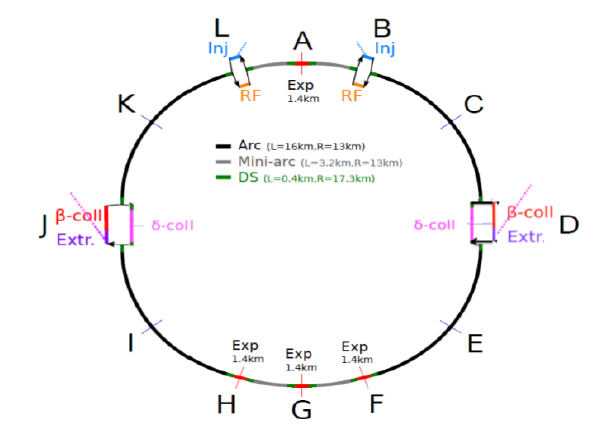 L
B
Inj
A
Inj
RF
Exp
1.4km
RF
K
C
Arc (L=16km,R=13km)
Mini-arc (L=3.2km,R=13km)
DS (L=0.4km,R=17.3km)
J
β-coll
Extr.
δ-coll
δ-coll
β-coll
Extr.
D
I
E
Exp
1.4km
Exp
1.4km
Exp
1.4km
H
G
F